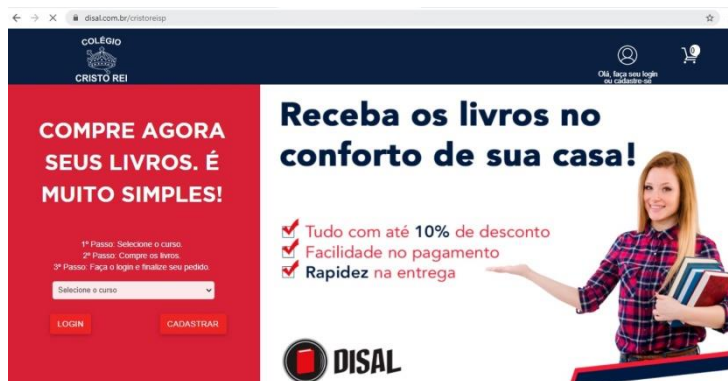 disal.com.br/cristoreisp
COLÉGIO
CRISTO REI
Olá, faça seu login
ou cadastre-se
0
COMPRE AGORA
SEUS LIVROS. É
MUITO SIMPLES!
1º Passo: Selecione o curso.
2º Passo: Compre os livros.
3º Passo: Faça o login e finalize seu pedido.
Selecione o curso
LOGIN
CADASTRAR
Receba os livros no
conforto de sua casa!
Tudo com até 10% de desconto
Facilidade no pagamento
Rapidez na entrega
DISAL